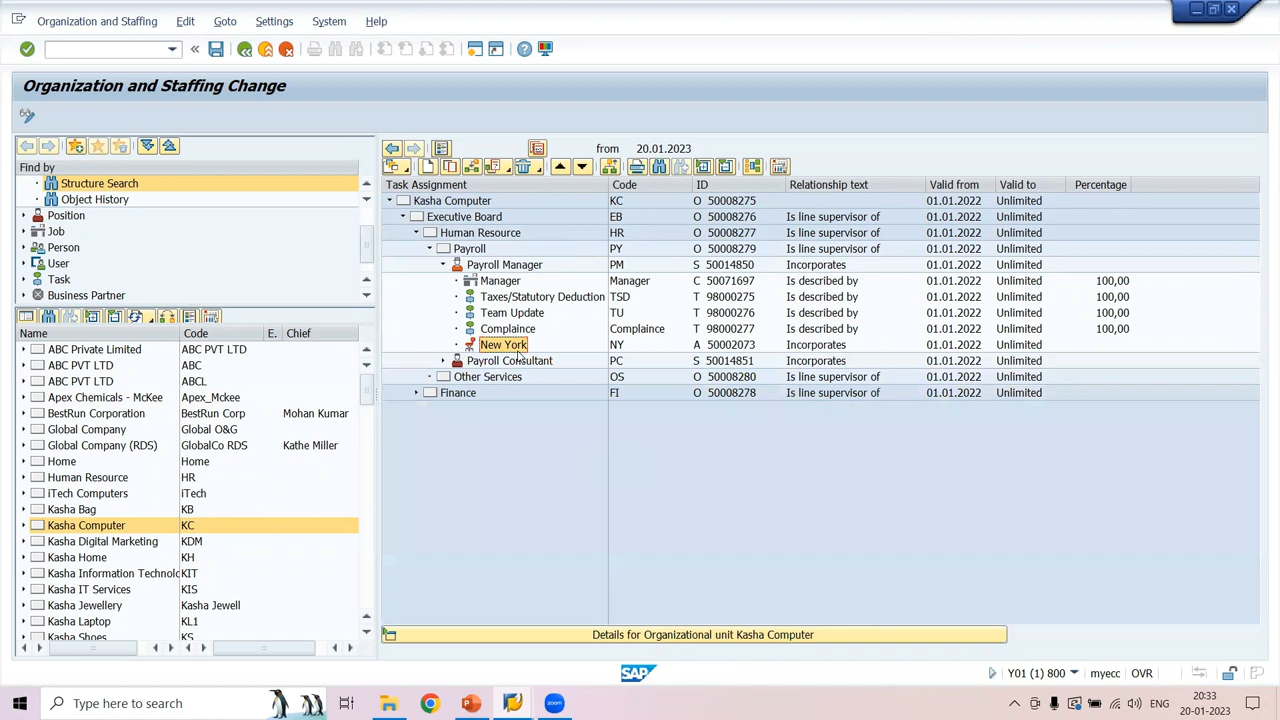 Organization and Staffing Edit Goto Settings System Help
Organization and Staffing Change
from 20.01.2023
Find by
Structure Search
Object History
Position
Job
Person
User
Task
Business Partner
Name Code E. Chief
ABC Private Limited ABC PVT LTD
ABC PVT LTD ABC
ABC PVT LTD ABCL
Apex Chemicals - McKee Apex_Mckee
BestRun Corporation BestRun Corp Mohan Kumar
Global Company Global O&G
Global Company (RDS) GlobalCo RDS Kathe Miller
Home Home
Human Resource HR
iTech Computers iTech
Kasha Bag KB
Kasha Computer KC
Kasha Digital Marketing KDM
Kasha Home KH
Kasha Information Technolo KIT
Kasha IT Services KIS
Kasha Jewellery Kasha Jewell
Kasha Laptop KL1
Kasha Shoes KS
Task Assignment Code ID Relationship text Valid from Valid to Percentage
Kasha Computer KC O 50008275 01.01.2022 Unlimited
Executive Board EB O 50008276 Is line supervisor of 01.01.2022 Unlimited
Human Resource HR O 50008277 Is line supervisor of 01.01.2022 Unlimited
Payroll PY O 50008279 Is line supervisor of 01.01.2022 Unlimited
Payroll Manager PM S 50014850 Incorporates 01.01.2022 Unlimited
Manager Manager C 50071697 Is described by 01.01.2022 Unlimited 100,00
Taxes/Statutory Deduction TSD T 98000275 Is described by 01.01.2022 Unlimited 100,00
Team Update TU T 98000276 Is described by 01.01.2022 Unlimited 100,00
Complaince Complaince T 98000277 Is described by 01.01.2022 Unlimited 100,00
New York NY A 50002073 Incorporates 01.01.2022 Unlimited
Payroll Consultant PC S 50014851 Incorporates 01.01.2022 Unlimited
Other Services OS O 50008280 Is line supervisor of 01.01.2022 Unlimited
Finance FI O 50008278 Is line supervisor of 01.01.2022 Unlimited
Details for Organizational unit Kasha Computer
SAP Y01 (1) 800 myecc OVR
Type here to search
ENG
20:33
20-01-2023